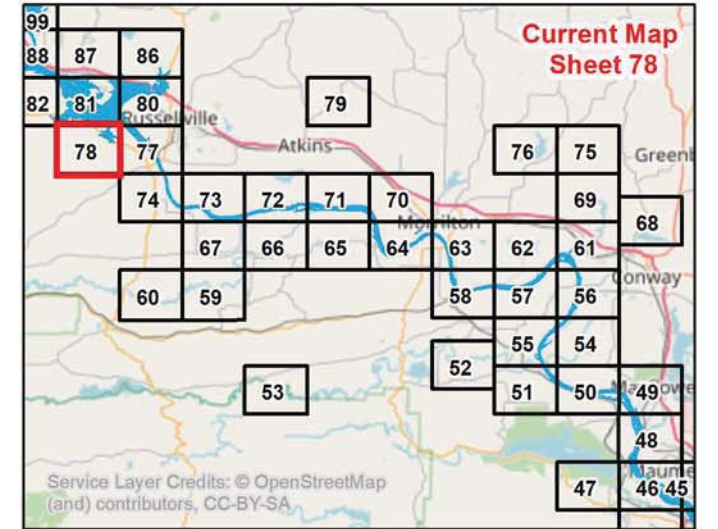 99
Current Map
Sheet 78
88 87 86
82 81 80
Russellville
79
Atkins
78 77
76 75
Greenb
74 73 72 71 70
69
68
Morrilton
67 66 65 64 63 62 61
Conway
60 59
58 57 56
55 54
52
53
51 50 49
48
Maume
Service Layer Credits: © OpenStreetMap
(and) contributors, CC-BY-SA
47 46 45